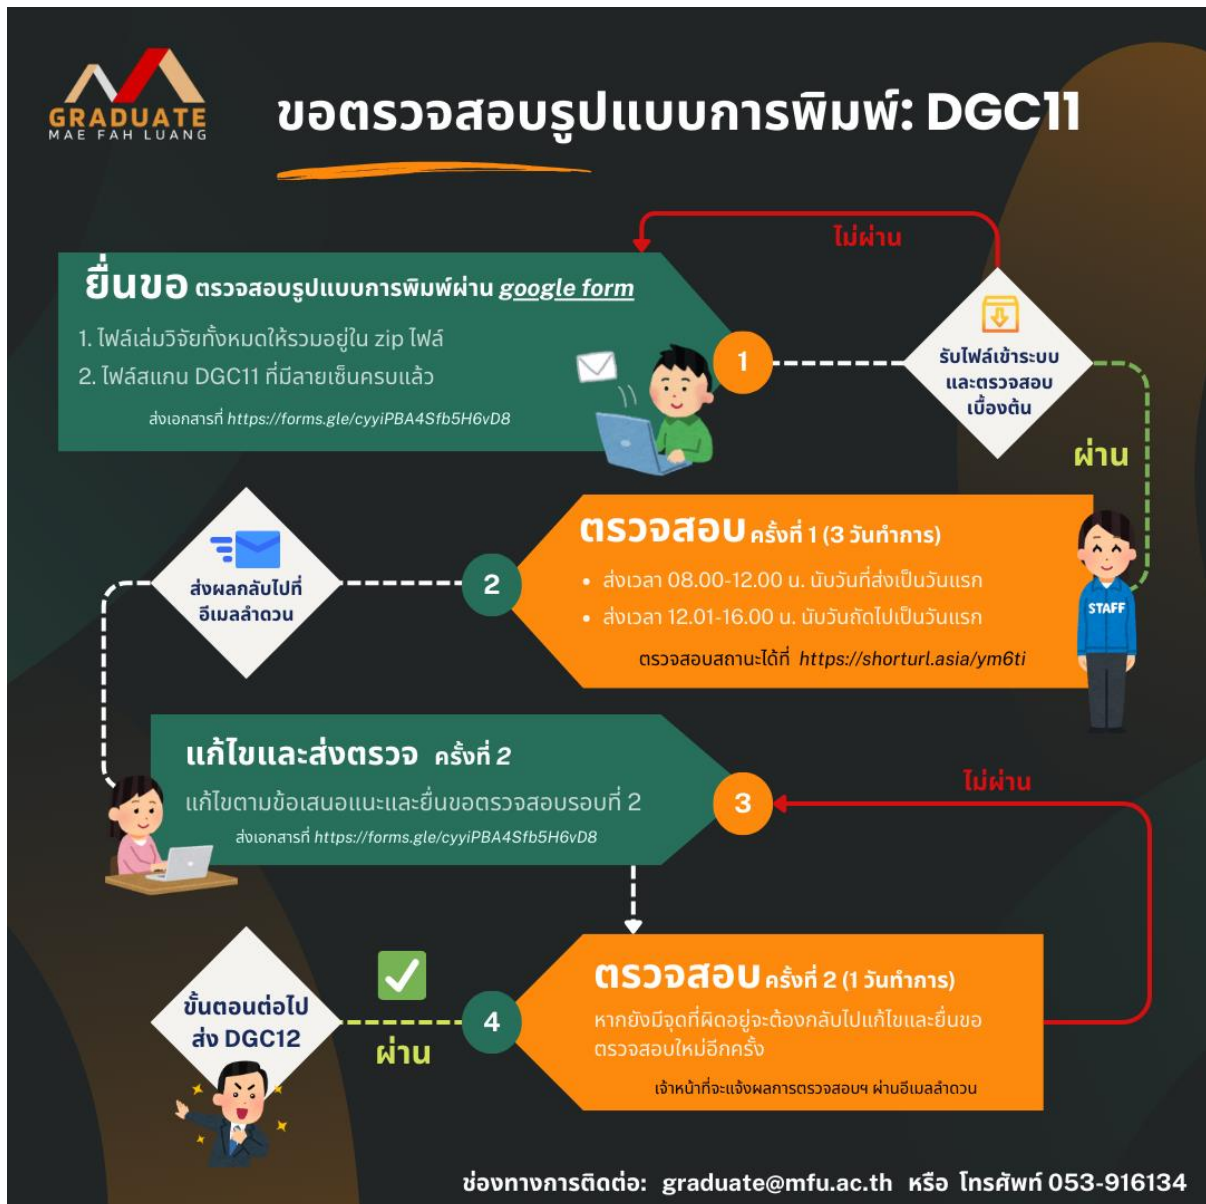 GRADUATE
MAE FAH LUANG
ขอตรวจสอบรูปแบบการพิมพ์: DGC11
ไม่ผ่าน
ยื่นขอ ตรวจสอบรูปแบบการพิมพ์ผ่าน google form
1. ไฟล์เล่มวิจัยทั้งหมดให้รวมอยู่ใน zip ไฟล์
2. ไฟล์สแกน DGC11 ที่มีลายเซ็นครบแล้ว
ส่งเอกสารที่ https://forms.gle/cyyiPBA4Sfb5H6vD8
1
รับไฟล์เข้าระบบ
และตรวจสอบ
เบื้องต้น
ผ่าน
ตรวจสอบ ครั้งที่ 1 (3 วันทำการ)
• ส่งเวลา 08.00-12.00 น. นับวันที่ส่งเป็นวันแรก
• ส่งเวลา 12.01-16.00 น. นับวันถัดไปเป็นวันแรก
ตรวจสอบสถานะได้ที่ https://shorturl.asia/ym6ti
STAFF
2
ส่งผลกลับไปที่
อีเมลลำดวน
แก้ไขและส่งตรวจ ครั้งที่ 2
แก้ไขตามข้อเสนอแนะและยื่นขอตรวจสอบรอบที่ 2
ส่งเอกสารที่ https://forms.gle/cyyiPBA4Sfb5H6vD8
3
ไม่ผ่าน
ตรวจสอบ ครั้งที่ 2 (1 วันทำการ)
หากยังมีจุดที่ผิดอยู่จะต้องกลับไปแก้ไขและยื่นขอ
ตรวจสอบใหม่อีกครั้ง
เจ้าหน้าที่จะแจ้งผลการตรวจสอบฯ ผ่านอีเมลลำดวน
4
ผ่าน
ขั้นตอนต่อไป
ส่ง DGC12
ช่องทางการติดต่อ: graduate@mfu.ac.th หรือ โทรศัพท์ 053-916134